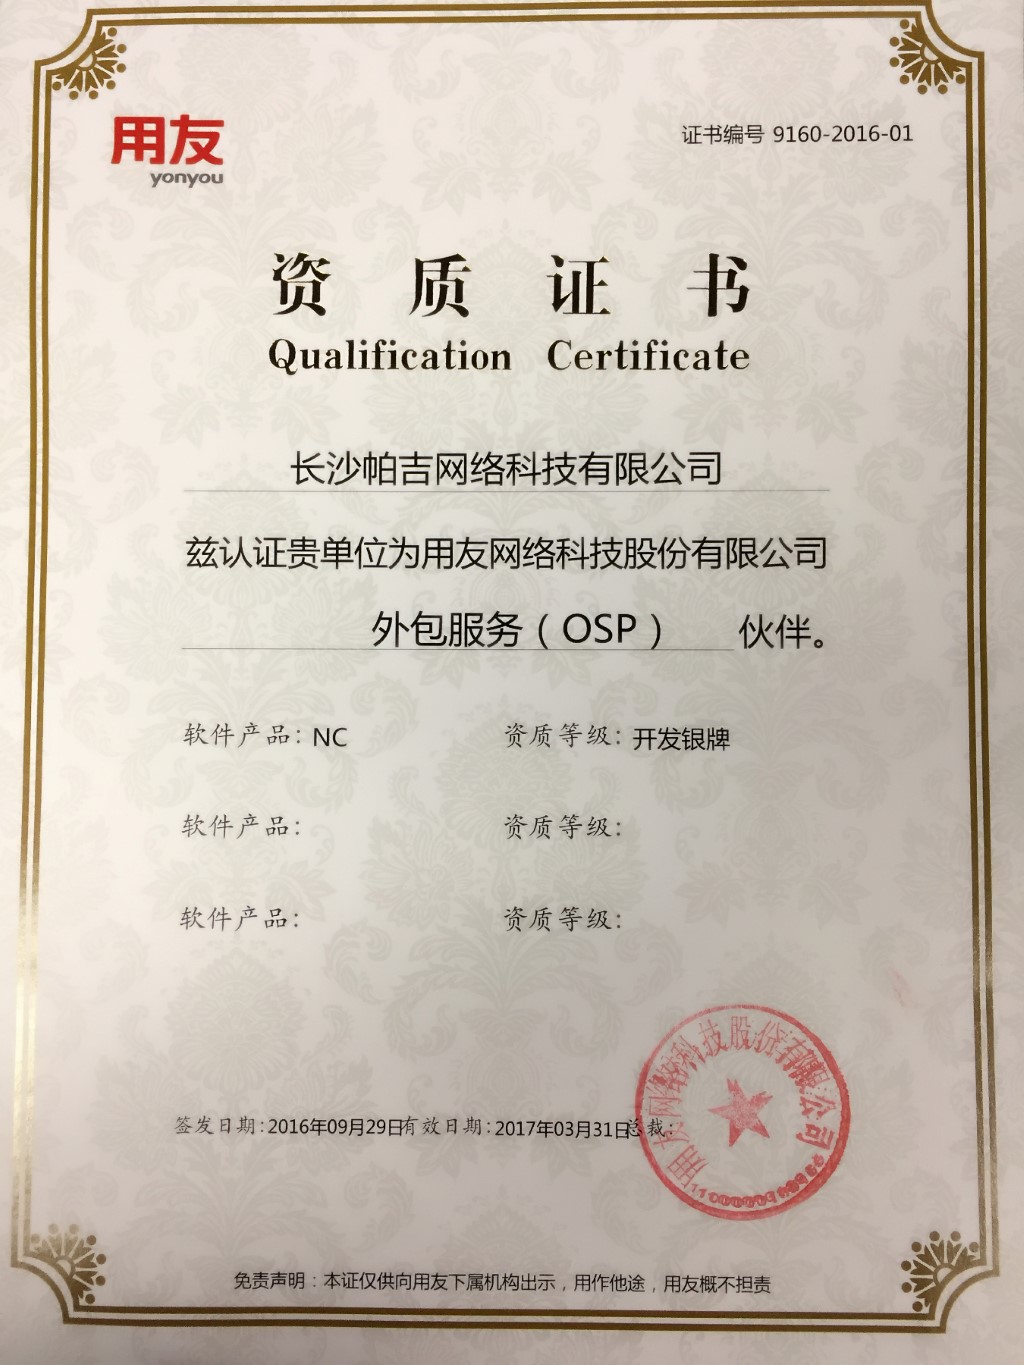 用友
yonyou
证书编号 9160-2016-01
资质证书
Qualification Certificate
长沙帕吉网络科技有限公司
兹认证贵单位为用友网络科技股份有限公司
外包服务（OSP） 伙伴。
软件产品：NC 资质等级：开发银牌
软件产品： 资质等级：
软件产品： 资质等级：
签发日期：2016年09月29日有效日期：2017年03月31日总裁：
用友网络科技股份有限公司
免责声明：本证仅供向用友下属机构出示，用作他途，用友概不担责